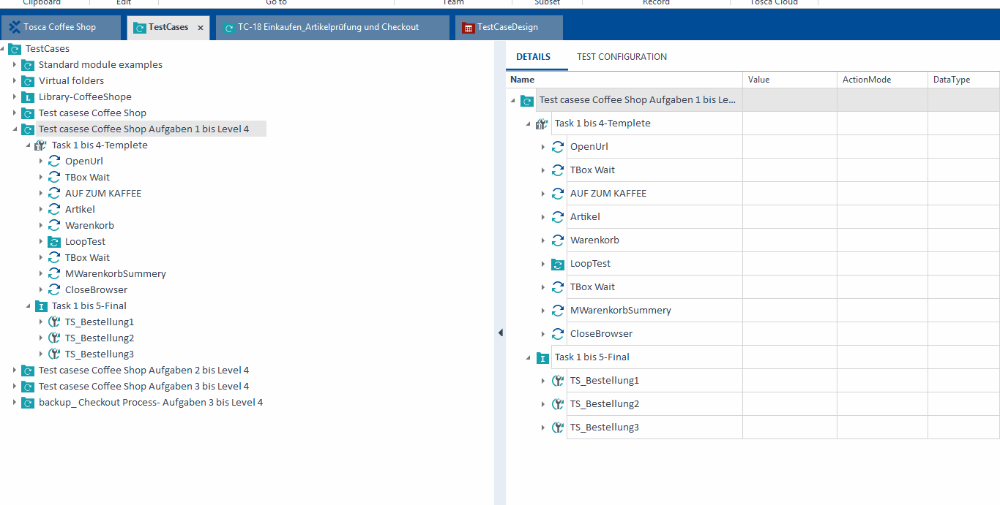 Clipboard Edit Go to Team Subset Record Tosca Cloud
Tosca Coffee Shop TestCases × TC-18 Einkaufen_Artikelprüfung und Checkout TestCaseDesign
TestCases
Standard module examples
Virtual folders
Library-CoffeeShope
Test casese Coffee Shop
Test casese Coffee Shop Aufgaben 1 bis Level 4
Task 1 bis 4-Templete
OpenUrl
TBox Wait
AUF ZUM KAFFEE
Artikel
Warenkorb
LoopTest
TBox Wait
MWarenkorbSummery
CloseBrowser
Task 1 bis 5-Final
TS_Bestellung1
TS_Bestellung2
TS_Bestellung3
Test casese Coffee Shop Aufgaben 2 bis Level 4
Test casese Coffee Shop Aufgaben 3 bis Level 4
backup_ Checkout Process- Aufgaben 3 bis Level 4
DETAILS TEST CONFIGURATION
Name Value ActionMode DataType
Test casese Coffee Shop Aufgaben 1 bis Le...
Task 1 bis 4-Templete
OpenUrl
TBox Wait
AUF ZUM KAFFEE
Artikel
Warenkorb
LoopTest
TBox Wait
MWarenkorbSummery
CloseBrowser
Task 1 bis 5-Final
TS_Bestellung1
TS_Bestellung2
TS_Bestellung3